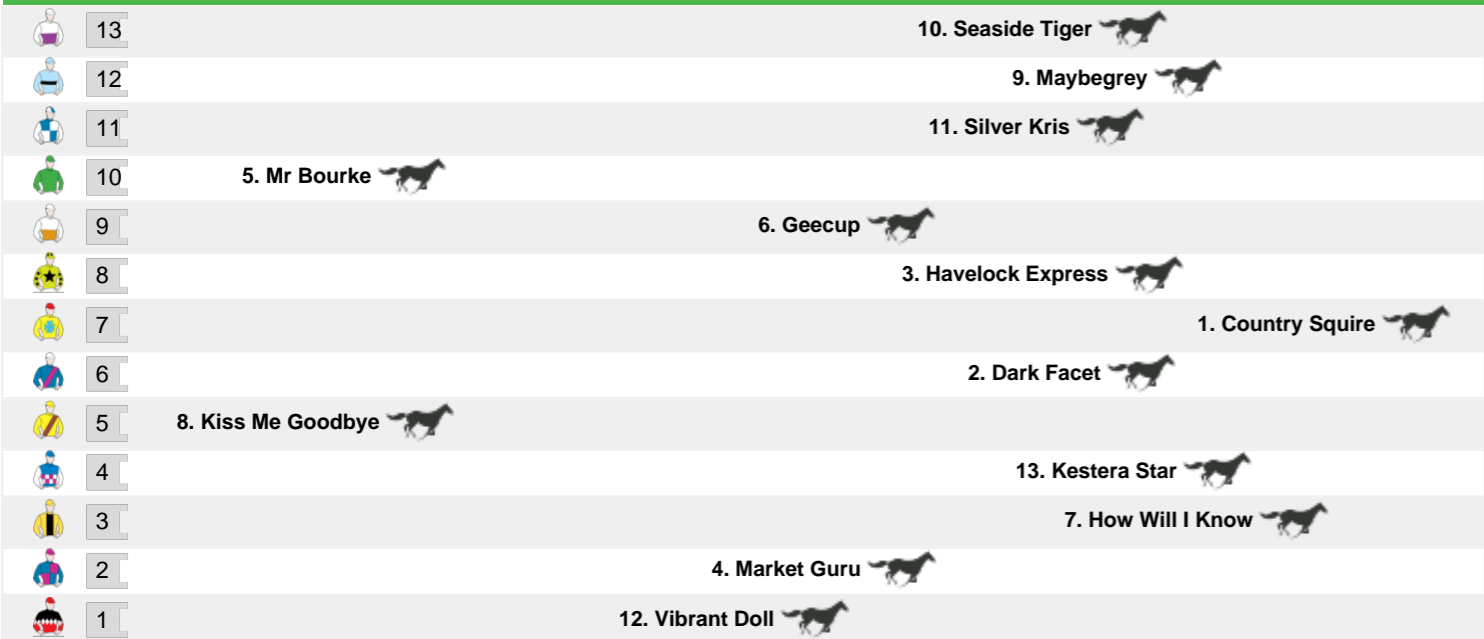 13 10. Seaside Tiger
12 9. Maybegrey
11 11. Silver Kris
10 5. Mr Bourke
9 6. Geecup
8 3. Havelock Express
7 1. Country Squire
6 2. Dark Facet
5 8. Kiss Me Goodbye
4 13. Kestera Star
3 7. How Will I Know
2 4. Market Guru
1 12. Vibrant Doll